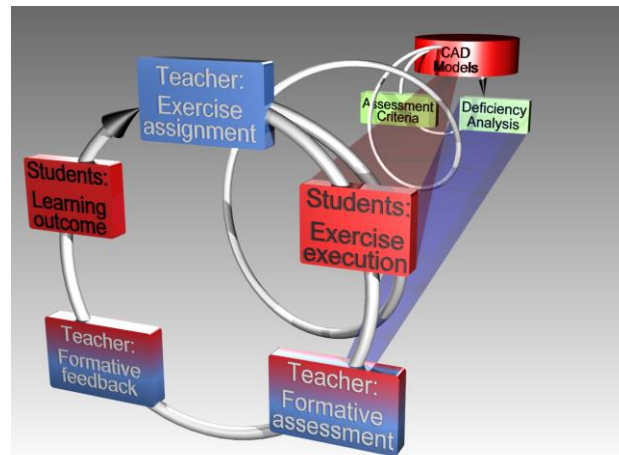 CAD
Models
Teacher:
Exercise
assignment
Assessment
Criteria
Deficiency
Analysis
Students:
Learning
outcome
Students:
Exercise
execution
Teacher:
Formative
feedback
Teacher:
Formative
assessment